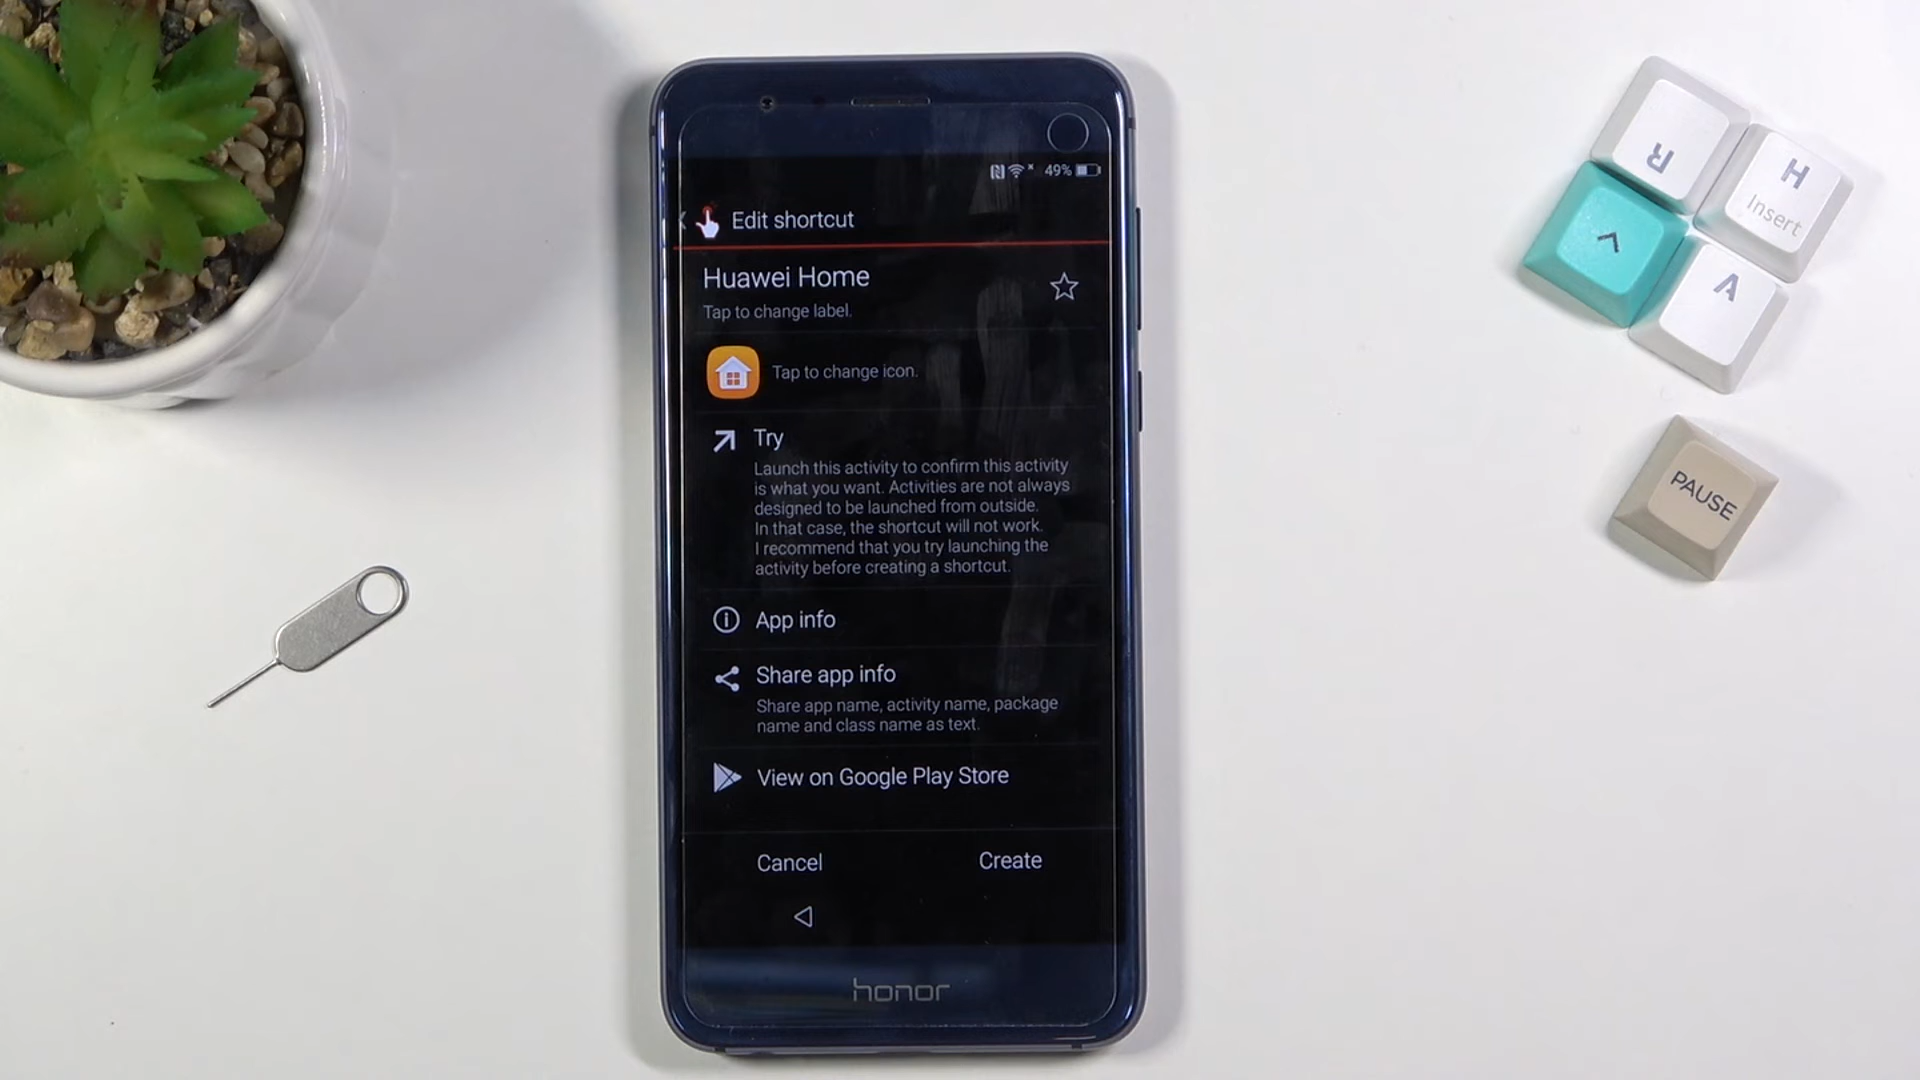 49%
Edit shortcut
Huawei Home
Tap to change label.
Tap to change icon.
Try
Launch this activity to confirm this activity
is what you want. Activities are not always
designed to be launched from outside.
In that case, the shortcut will not work.
I recommend that you try launching the
activity before creating a shortcut.
App info
Share app info
Share app name, activity name, package
name and class name as text.
View on Google Play Store
Cancel
Create
honor
R
H
Insert
A
PAUSE